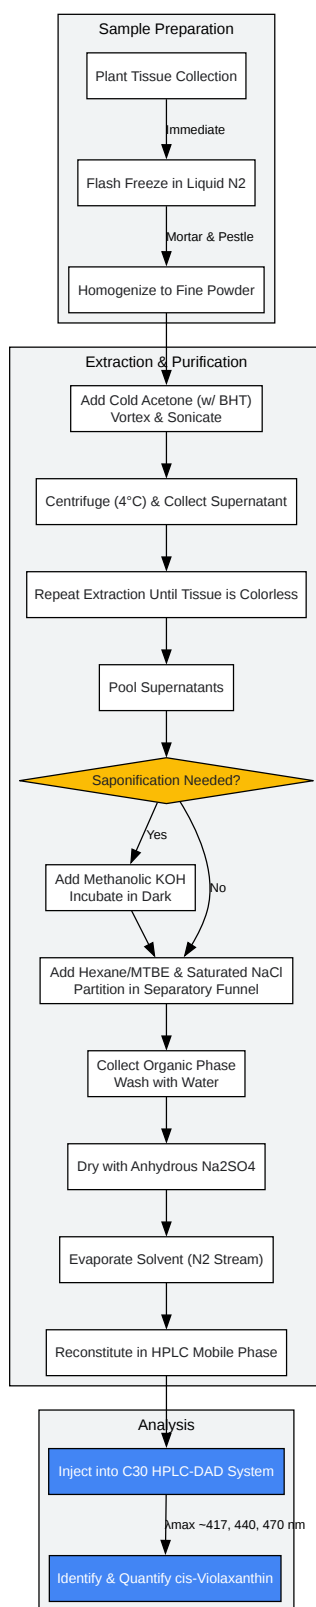 Sample Preparation
Plant Tissue Collection
Immediate
Flash Freeze in Liquid N2
Mortar & Pestle
Homogenize to Fine Powder
Extraction & Purification
Add Cold Acetone (w/ BHT)
Vortex & Sonicate
Centrifuge (4°C) & Collect Supernatant
Repeat Extraction Until Tissue is Colorless
Pool Supernatants
Saponification Needed?
Yes
Add Methanolic KOH
Incubate in Dark
No
Add Hexane/MTBE & Saturated NaCl
Partition in Separatory Funnel
Collect Organic Phase
Wash with Water
Dry with Anhydrous Na2SO4
Evaporate Solvent (N2 Stream)
Reconstitute in HPLC Mobile Phase
Analysis
Inject into C30 HPLC-DAD System
λmax ~417, 440, 470 nm
Identify & Quantify cis-Violaxanthin